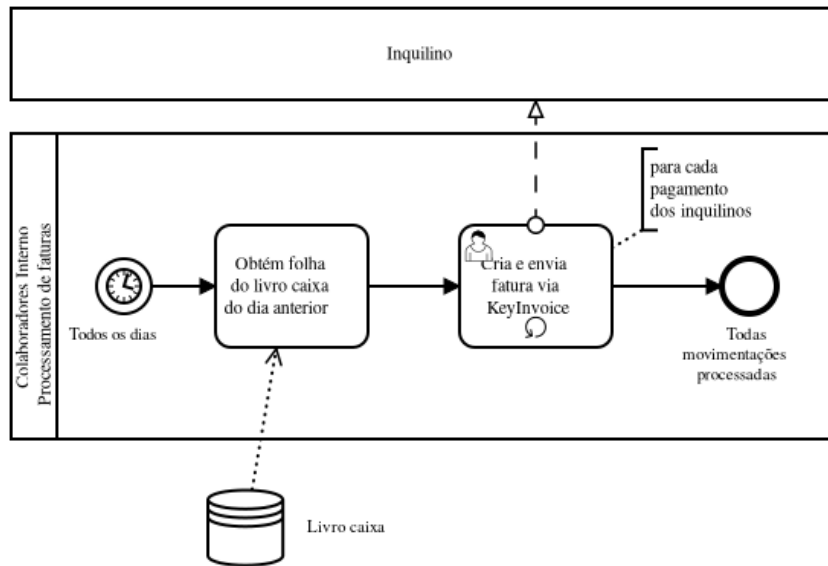 Inquilino
Colaboradores Interno
Processamento de faturas
Todos os dias
Obtém folha
do livro caixa
do dia anterior
Cria e envia
fatura via
KeyInvoice
para cada
pagamento
dos inquilinos
Todas
movimentações
processadas
Livro caixa